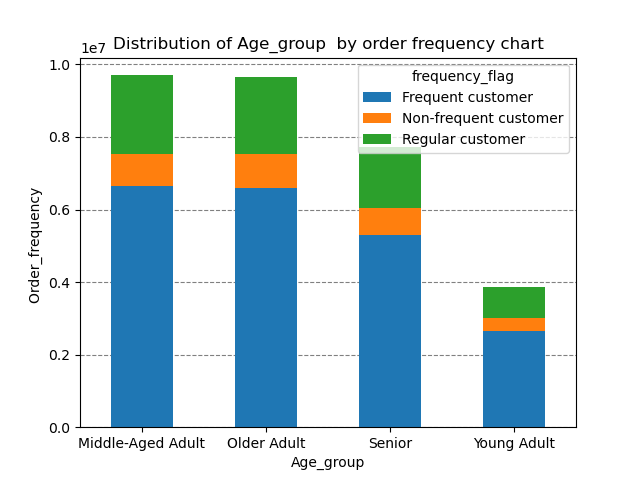 Distribution of Age_group  by order frequency chart
1e7
1.0
0.8
0.6
0.4
0.2
0.0
Order_frequency
frequency_flag
Frequent customer
Non-frequent customer
Regular customer
Middle-Aged Adult
Older Adult
Senior
Young Adult
Age_group